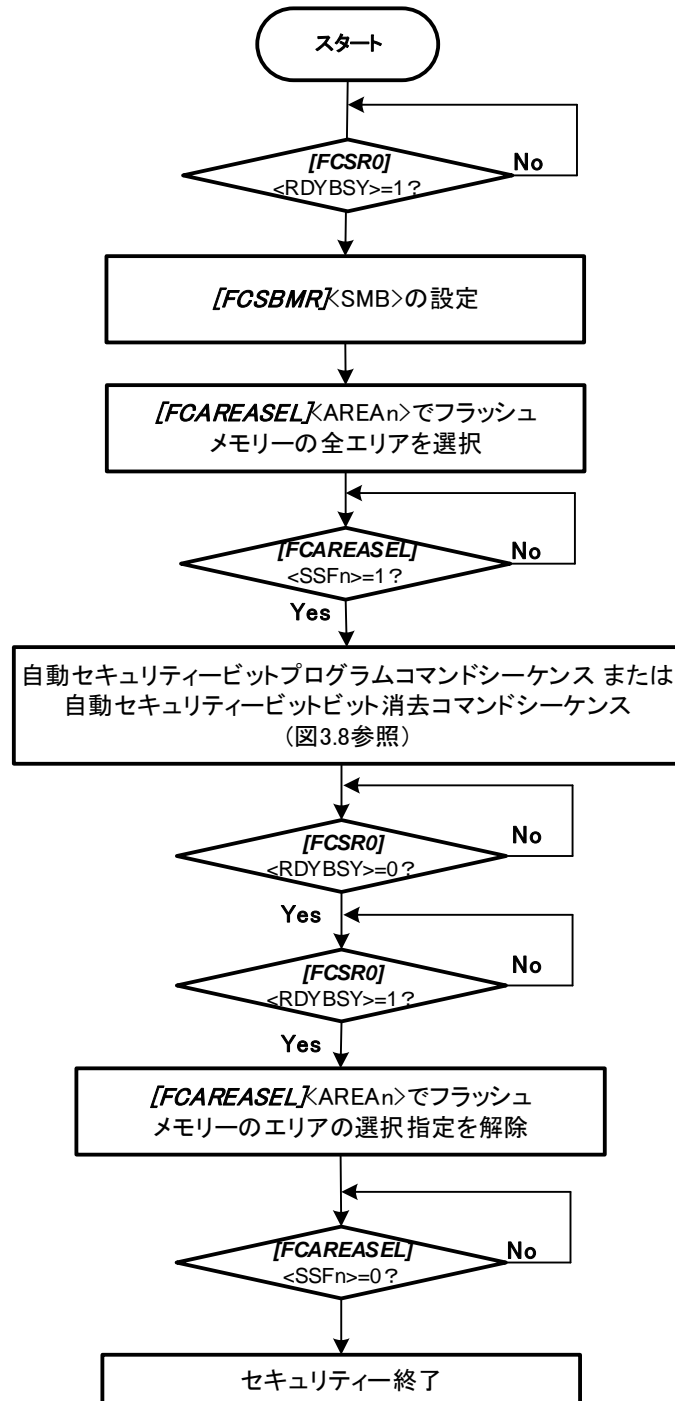 スタート
[FCSR0]
<RDYBSY>=1?
No
[FCSBMR]<SMB>の設定
[FCAREASEL]<AREAn>でフラッシュ
メモリーの全エリアを選択
[FCAREASEL]
<SSFn>=1?
No
Yes
自動セキュリティービットプログラムコマンドシーケンス または
自動セキュリティービットビット消去コマンドシーケンス
(図3.8参照)
[FCSR0]
<RDYBSY>=0?
No
Yes
[FCSR0]
<RDYBSY>=1?
No
Yes
[FCAREASEL]<AREAn>でフラッシュ
メモリーのエリアの選択指定を解除
[FCAREASEL]
<SSFn>=0?
No
セキュリティー終了